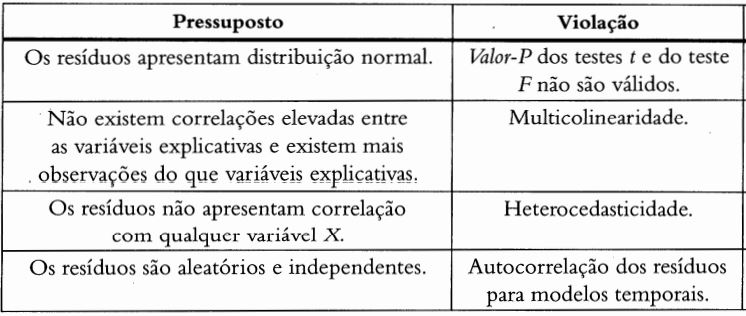 Pressuposto
Violação
Os resíduos apresentam distribuição normal.
Valor-P dos testes t e do teste
F não são válidos.
Não existem correlações elevadas entre
as variáveis explicativas e existem mais
observações do que variáveis explicativas.
Multicolinearidade.
Os resíduos não apresentam correlação
com qualquer variável X.
Heterocedasticidade.
Os resíduos são aleatórios e independentes.
Autocorrelação dos resíduos
para modelos temporais.